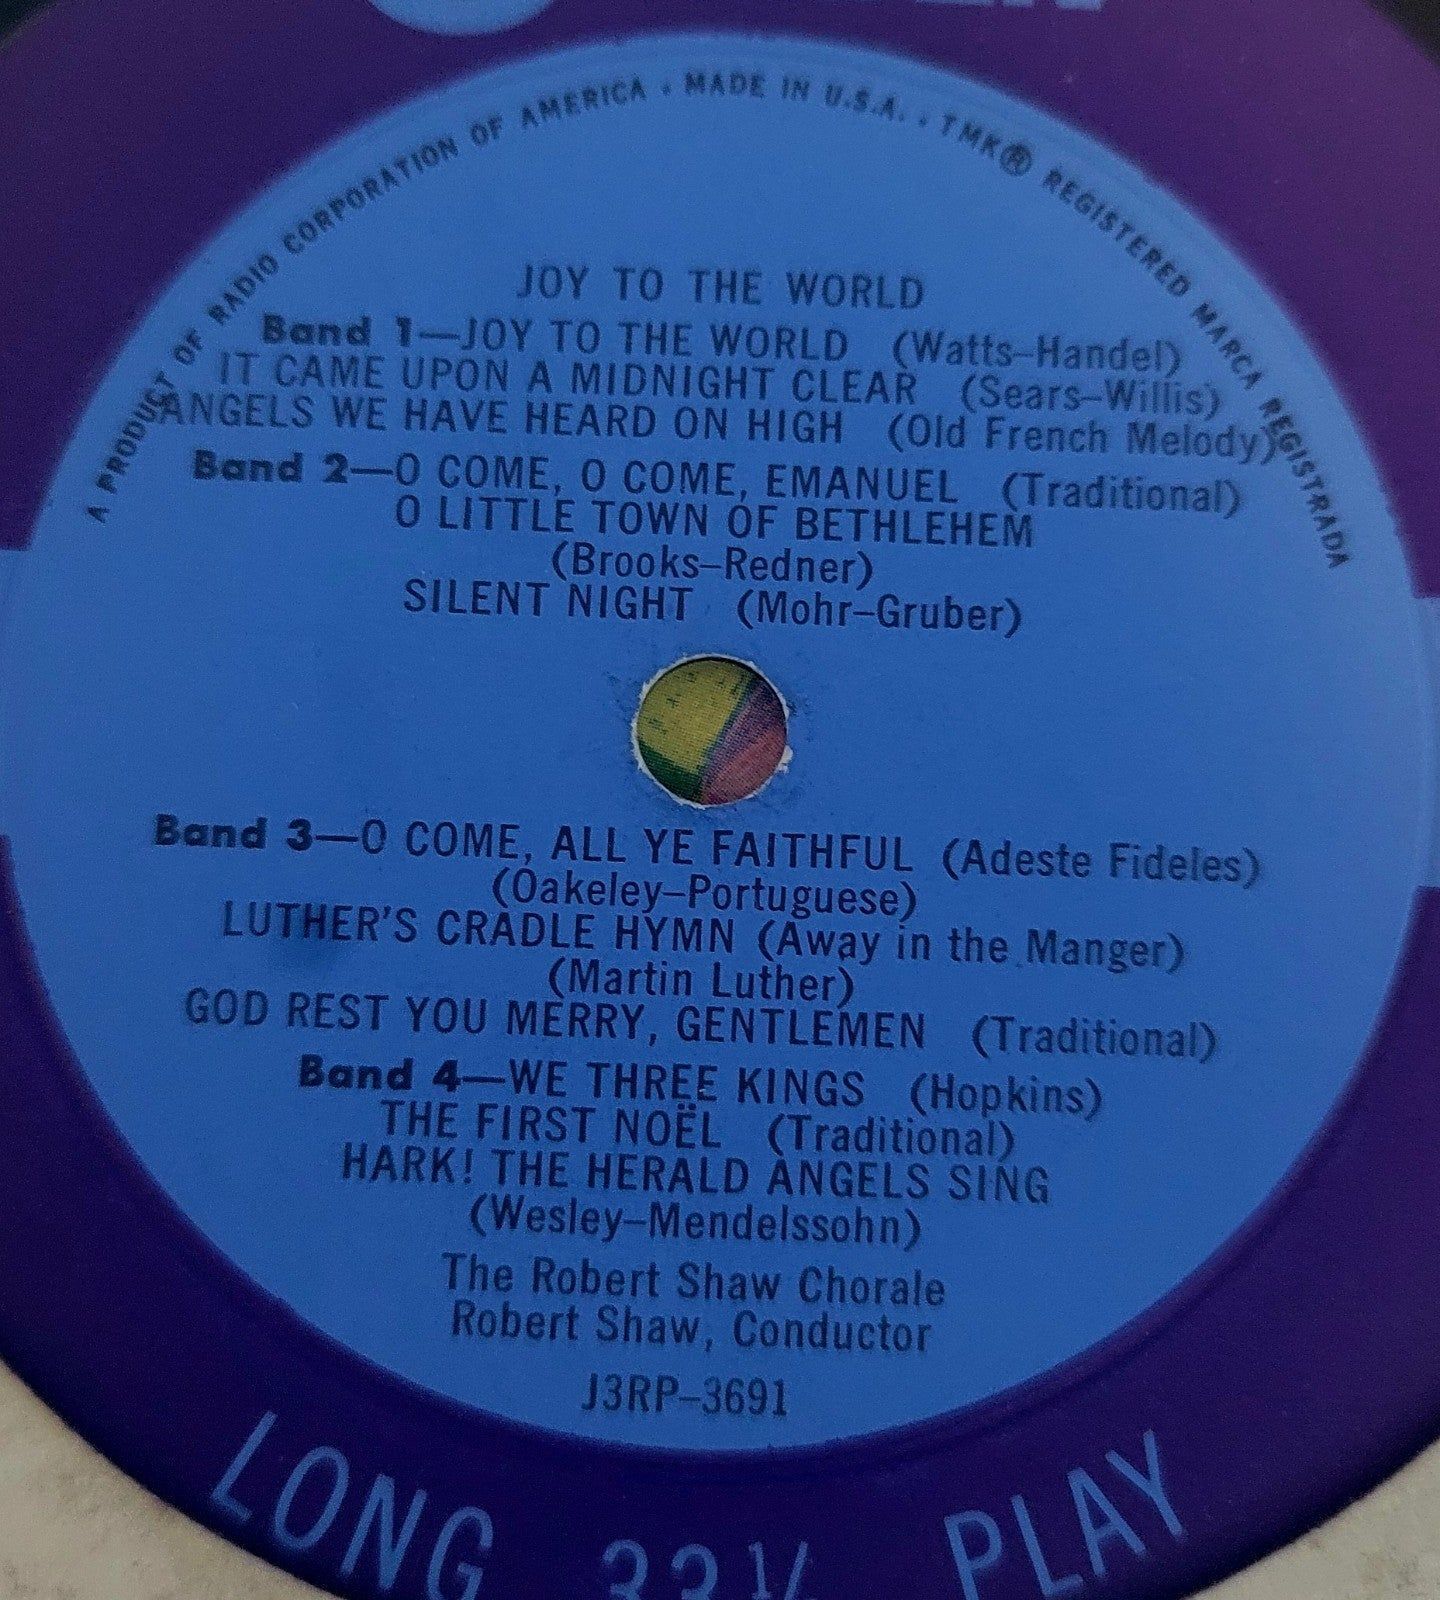 A PRODUCT OF RADIO CORPORATION OF AMERICA . MADE IN U.S.A. . TMK® REGISTERED MARCA REGISTRADA
JOY TO THE WORLD
Band 1—JOY TO THE WORLD (Watts–Handel)
IT CAME UPON A MIDNIGHT CLEAR (Sears–Willis)
ANGELS WE HAVE HEARD ON HIGH (Old French Melody)
Band 2—O COME, O COME, EMANUEL (Traditional)
O LITTLE TOWN OF BETHLEHEM
(Brooks–Redner)
SILENT NIGHT (Mohr–Gruber)
Band 3—O COME, ALL YE FAITHFUL (Adeste Fideles)
(Oakeley–Portuguese)
LUTHER'S CRADLE HYMN (Away in the Manger)
(Martin Luther)
GOD REST YOU MERRY, GENTLEMEN (Traditional)
Band 4—WE THREE KINGS (Hopkins)
THE FIRST NOËL (Traditional)
HARK! THE HERALD ANGELS SING
(Wesley–Mendelssohn)
The Robert Shaw Chorale
Robert Shaw, Conductor
J3RP–3691
LONG 33 1/ PLAY